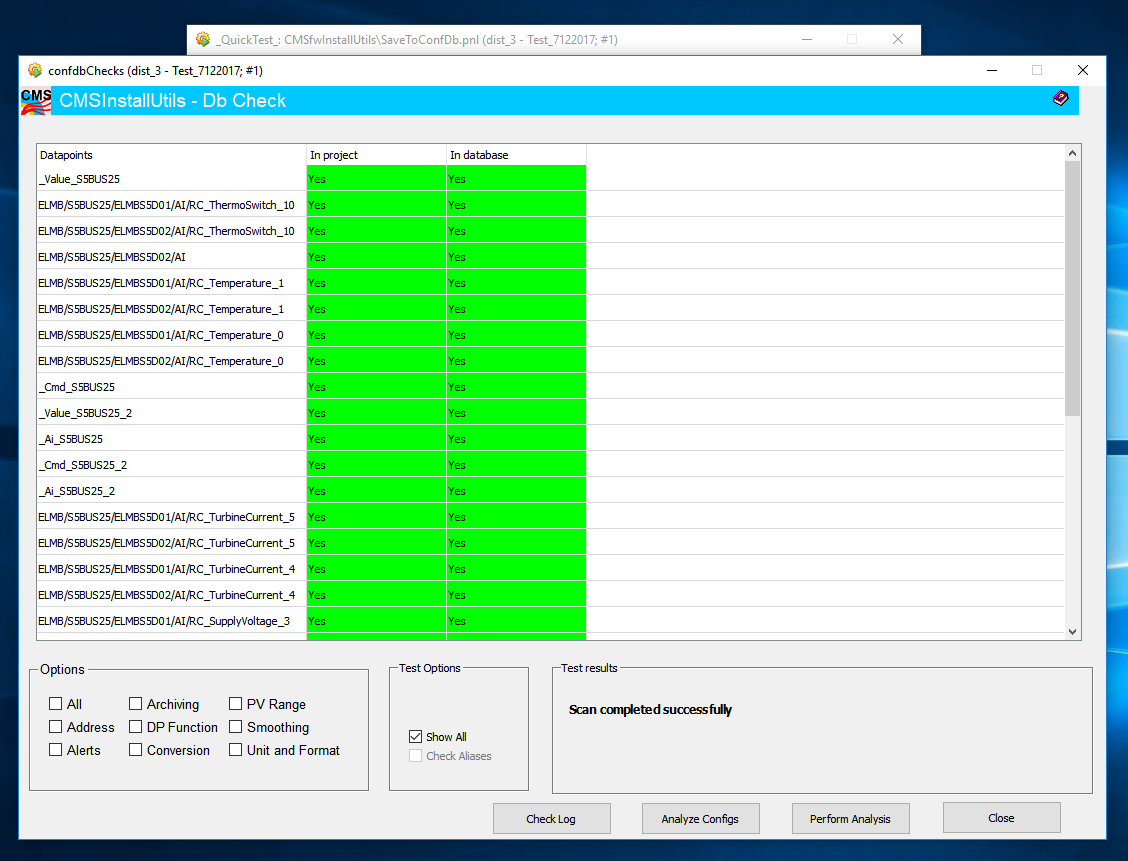 _QuickTest_: CMSfwInstallUtils\SaveToConfDb.pnl (dist_3 - Test_7122017; #1)
confdbChecks (dist_3 - Test_7122017; #1)
CMS CMSInstallUtils - Db Check
Datapoints In project In database
_Value_S5BUS25 Yes Yes
ELMB/S5BUS25/ELMBS5D01/AI/RC_ThermoSwitch_10 Yes Yes
ELMB/S5BUS25/ELMBS5D02/AI/RC_ThermoSwitch_10 Yes Yes
ELMB/S5BUS25/ELMBS5D02/AI Yes Yes
ELMB/S5BUS25/ELMBS5D01/AI/RC_Temperature_1 Yes Yes
ELMB/S5BUS25/ELMBS5D02/AI/RC_Temperature_1 Yes Yes
ELMB/S5BUS25/ELMBS5D01/AI/RC_Temperature_0 Yes Yes
ELMB/S5BUS25/ELMBS5D02/AI/RC_Temperature_0 Yes Yes
_Cmd_S5BUS25 Yes Yes
_Value_S5BUS25_2 Yes Yes
_Ai_S5BUS25 Yes Yes
_Cmd_S5BUS25_2 Yes Yes
_Ai_S5BUS25_2 Yes Yes
ELMB/S5BUS25/ELMBS5D01/AI/RC_TurbineCurrent_5 Yes Yes
ELMB/S5BUS25/ELMBS5D02/AI/RC_TurbineCurrent_5 Yes Yes
ELMB/S5BUS25/ELMBS5D01/AI/RC_TurbineCurrent_4 Yes Yes
ELMB/S5BUS25/ELMBS5D02/AI/RC_TurbineCurrent_4 Yes Yes
ELMB/S5BUS25/ELMBS5D01/AI/RC_SupplyVoltage_3 Yes Yes
Options
All Archiving PV Range
Address DP Function Smoothing
Alerts Conversion Unit and Format
Test Options
Show All
Check Aliases
Test results
Scan completed successfully
Check Log Analyze Configs Perform Analysis Close